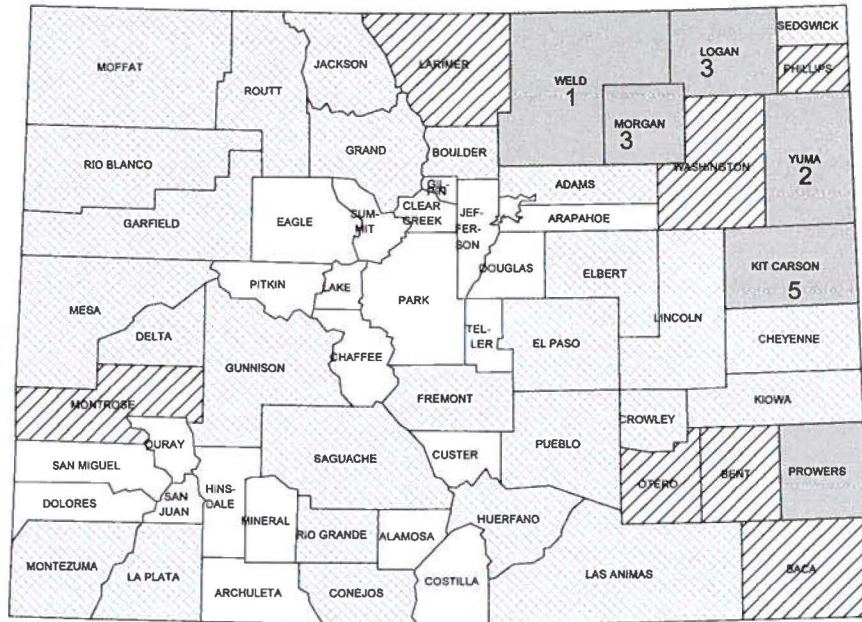 SEDGWICK
MOFFAT
ROUTT
JACKSON
LARIMER
WELD
1
LOGAN
3
PHILLIPS
MORGAN
3
RIO BLANCO
GRAND
BOULDER
WASHINGTON
YUMA
2
GARFIELD
EAGLE
SUM-
MIT
GIL-
PIN
CLEAR
CREEK
JEF-
FER-
SON
ADAMS
ARAPAHOE
MESA
PITKIN
LAKE
PARK
DOUGLAS
ELBERT
LINCOLN
KIT CARSON
5
DELTA
GUNNISON
CHAFFEE
TEL-
LER
EL PASO
CHEYENNE
MONTROSE
FREMONT
CROWLEY
KIOWA
OURAY
SAN MIGUEL
SAGUACHE
CUSTER
PUEBLO
OTERO
BENT
PROWERS
DOLORES
SAN
JUAN
HINS-
DALE
MINERAL
RIO GRANDE
ALAMOSA
HUERFANO
MONTEZUMA
LA PLATA
ARCHULETA
CONEJOS
COSTILLA
LAS ANIMAS
BACA